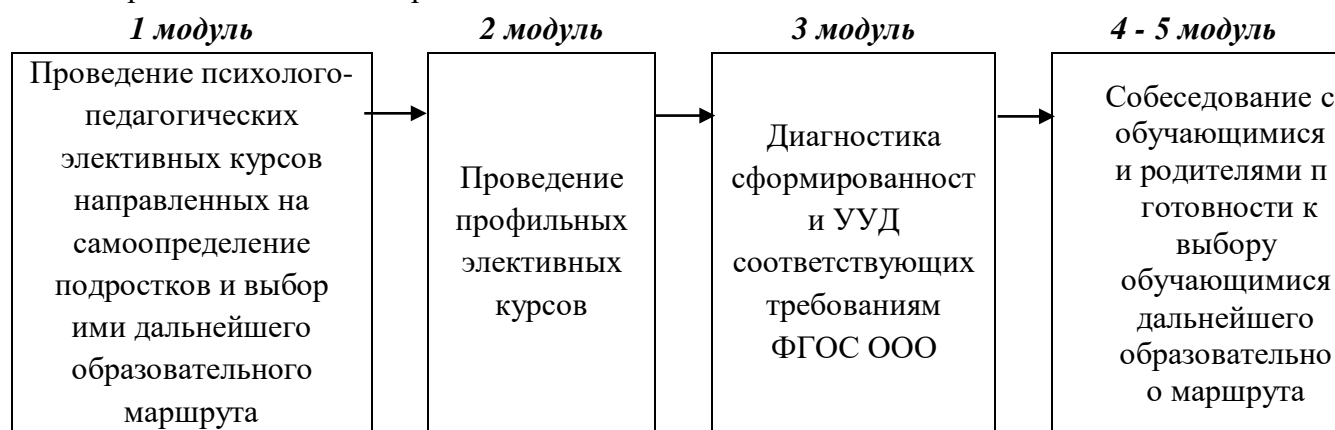 1 модуль
2 модуль
3 модуль
4 - 5 модуль
Проведение психолого-
педагогических
элективных курсов
направленных на
самоопределение
подростков и выбор
ими дальнейшего
образовательного
маршрута
Проведение
профильных
элективных
курсов
Диагностика
сформированност
и УУД
соответствующих
требованиям
ФГОС ООО
Собеседование с
обучающимися
и родителями п
готовности к
выбору
обучающимися
дальнейшего
образовательно
о маршрута